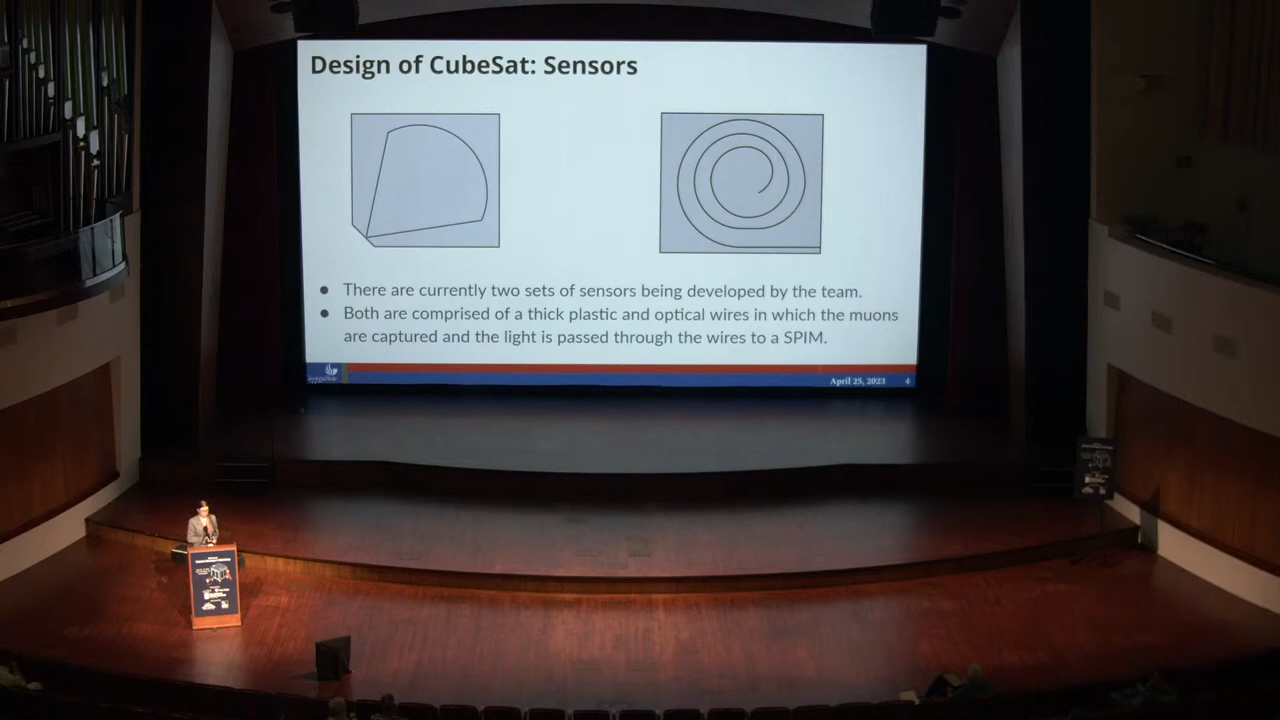 Design of CubeSat: Sensors
● There are currently two sets of sensors being developed by the team.
● Both are comprised of a thick plastic and optical wires in which the muons
are captured and the light is passed through the wires to a SPIM.
April 25, 2023 4